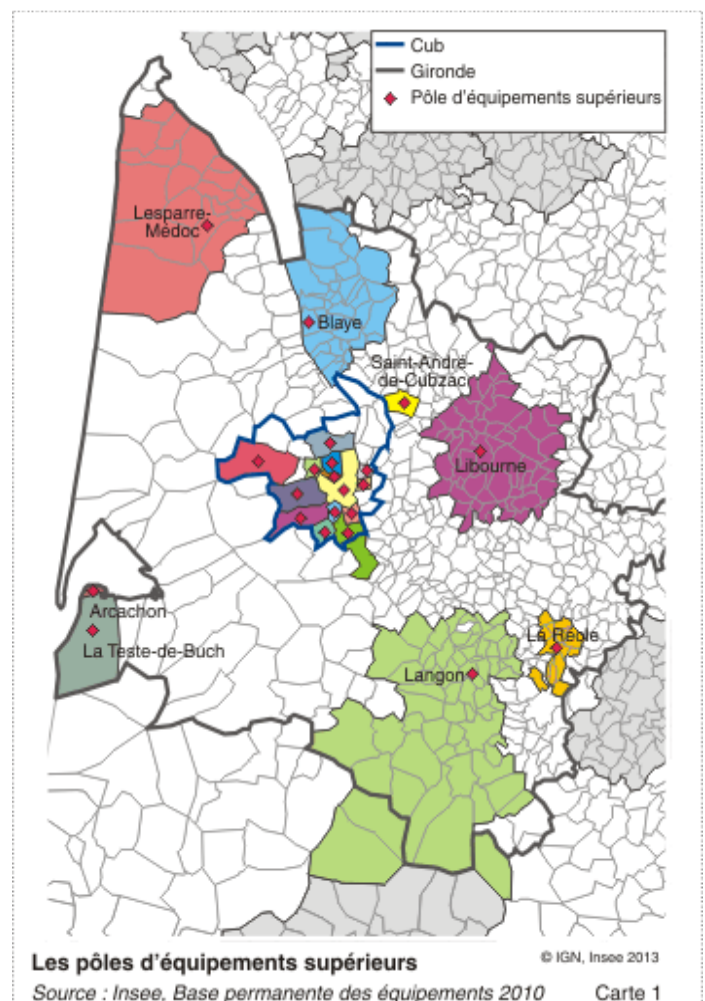 Cub
Gironde
Pôle d'équipements supérieurs
Lesparre-
Médoc
Blaye
Saint-André-
de-Cubzac
Libourne
Arcachon
La Teste-de-Buch
La Réole
Langon
Les pôles d'équipements supérieurs
© IGN, Insee 2013
Source : Insee, Base permanente des équipements 2010
Carte 1